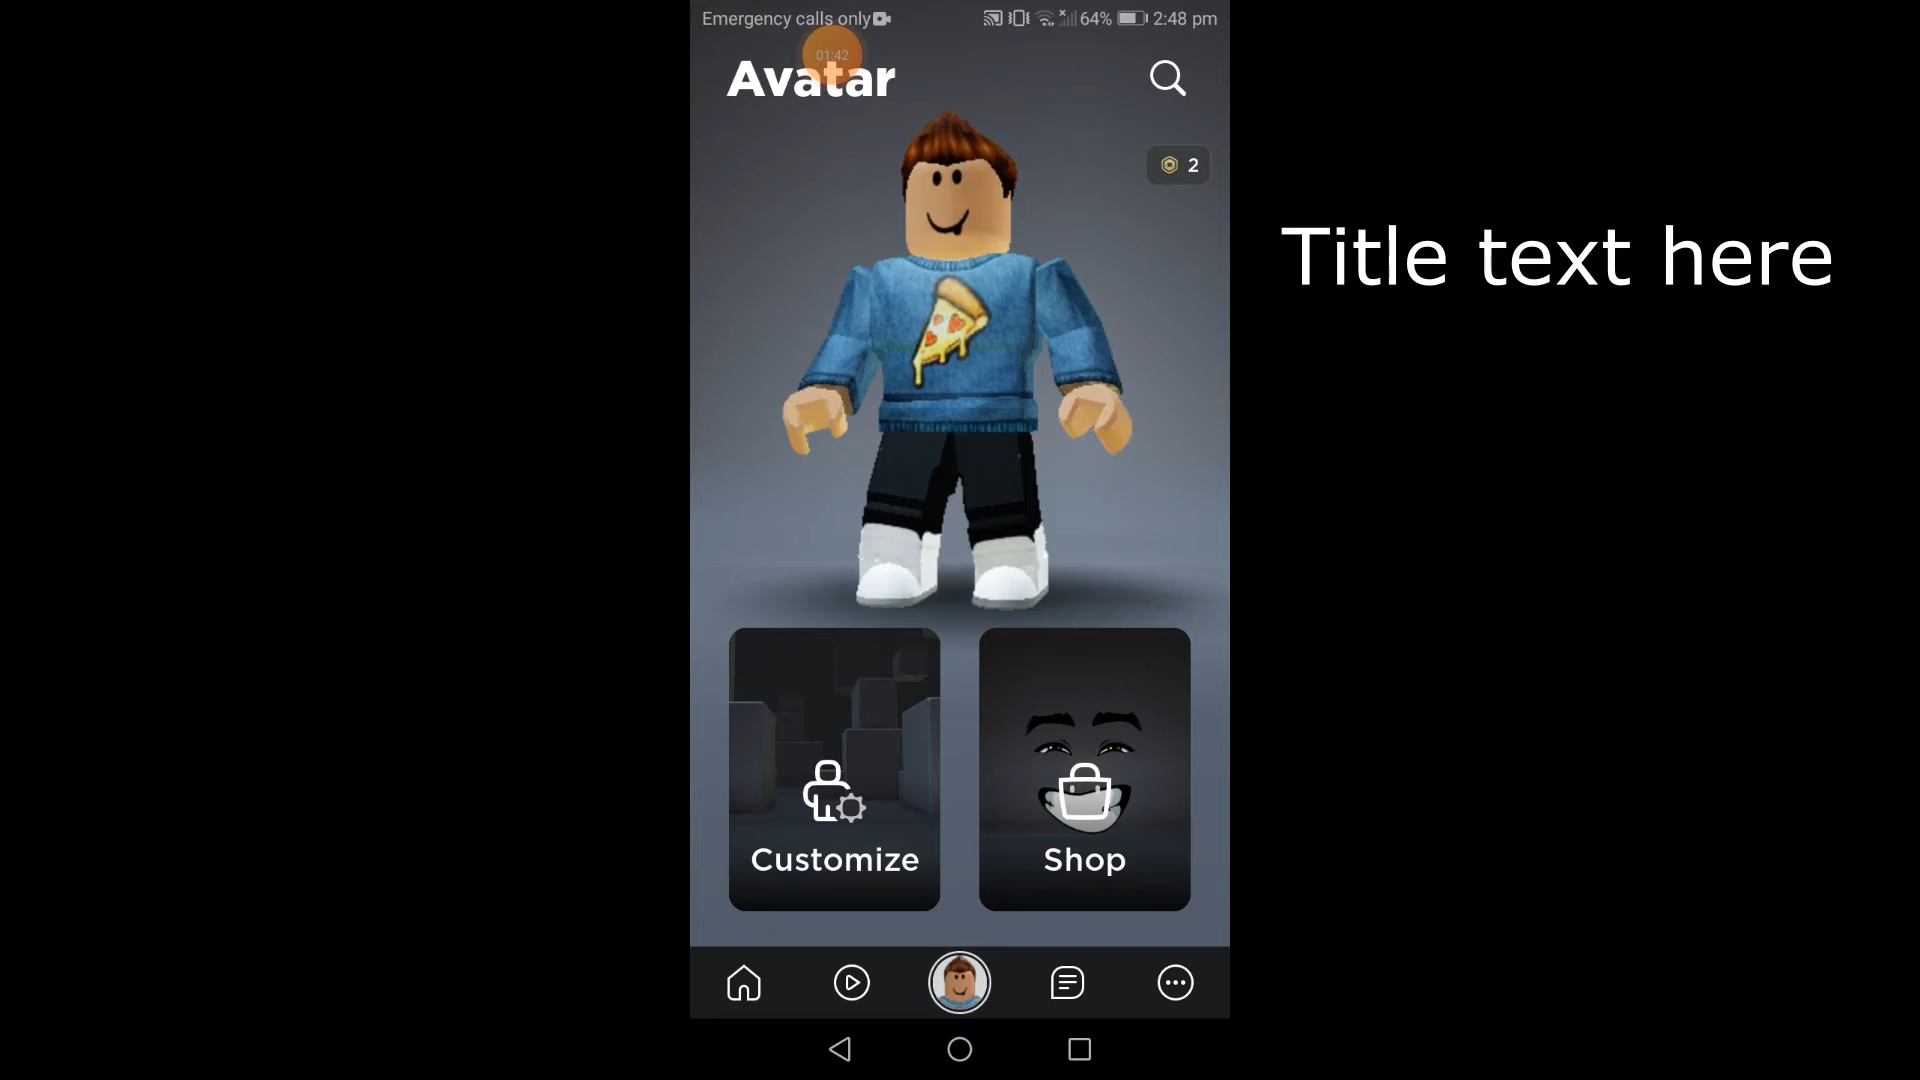 Emergency calls only
64% 2:48 pm
01:42
Avatar
2
Title text here
Customize
Shop